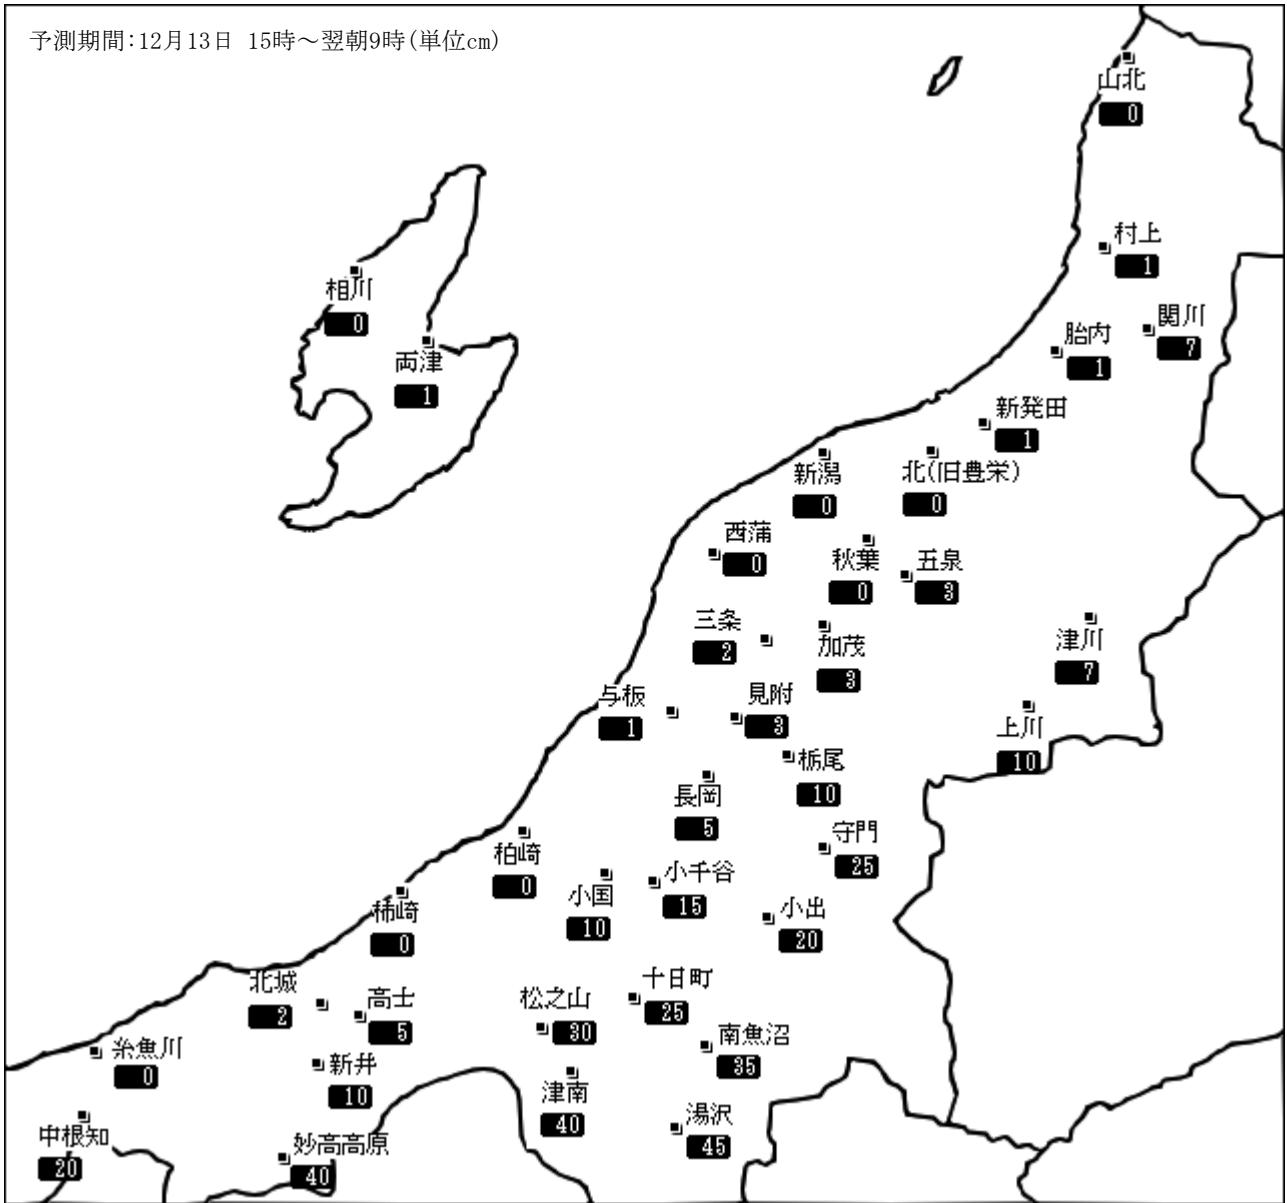 予測期間:12月13日 15時～翌朝9時(単位cm)
山北
0
村上
1
相川
0
関川
7
胎内
1
両津
1
新発田
1
新潟
0
北(旧豊栄)
0
西蒲
0
秋葉
0
五泉
3
三条
2
加茂
3
津川
7
与板
1
見附
3
上川
10
栃尾
10
長岡
5
守門
25
柏崎
0
小千谷
15
小国
10
小出
20
柿崎
0
北城
2
高士
5
松之山
30
十日町
25
南魚沼
35
糸魚川
0
新井
10
津南
40
湯沢
45
中根知
20
妙高高原
40